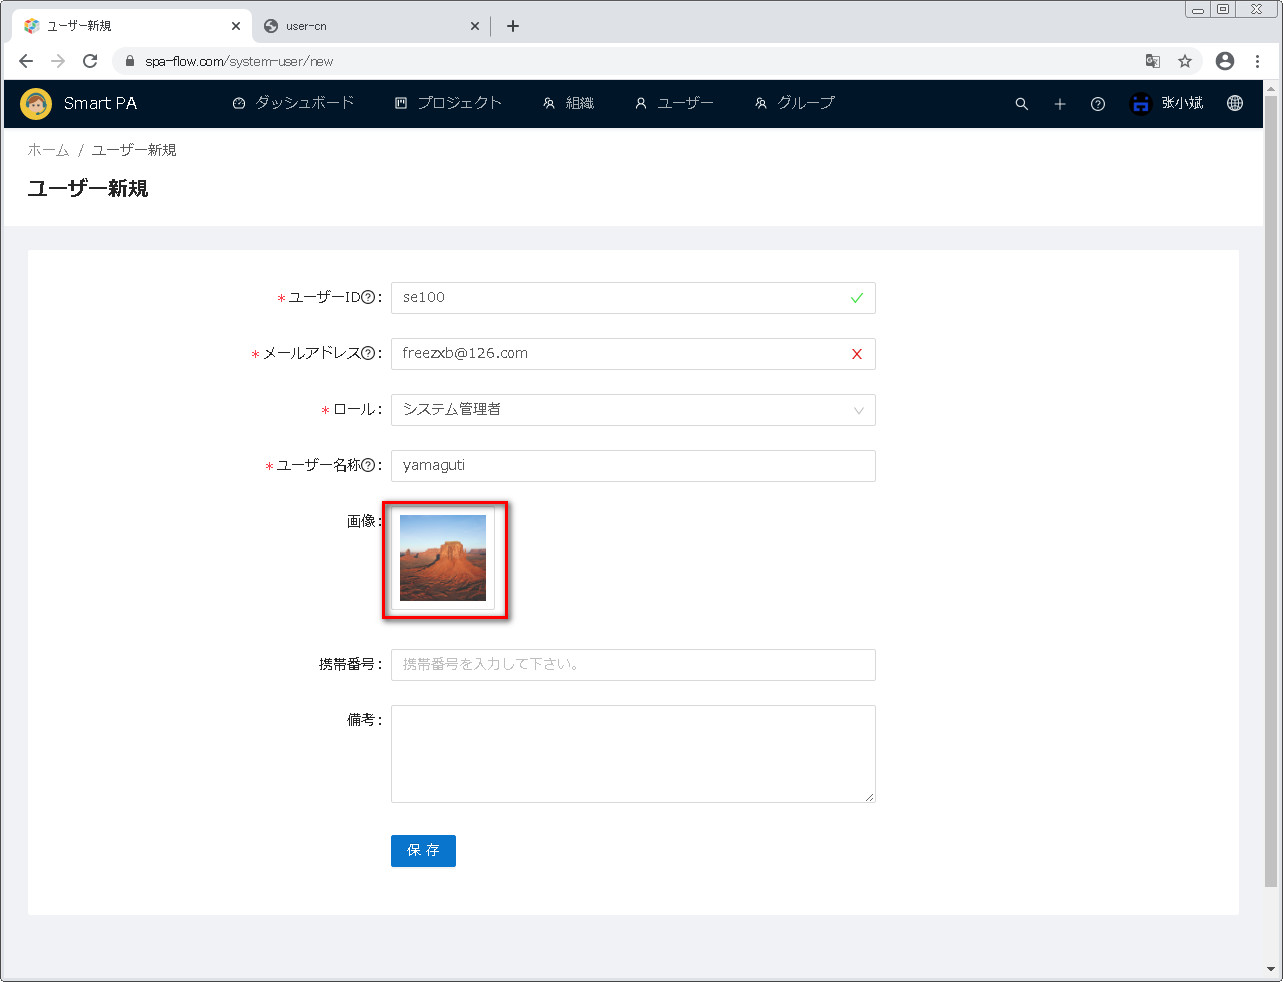 ユーザー新規
user-cn
spa-flow.com/system-user/new
Smart PA
ダッシュボード
プロジェクト
組織
ユーザー
グループ
张小斌
ホーム / ユーザー新規
ユーザー新規
* ユーザーID?: se100
* メールアドレス?: freezxb@126.com
* ロール: システム管理者
* ユーザー名称?: yamaguti
画像:
携帯番号: 携帯番号を入力して下さい。
備考:
保 存